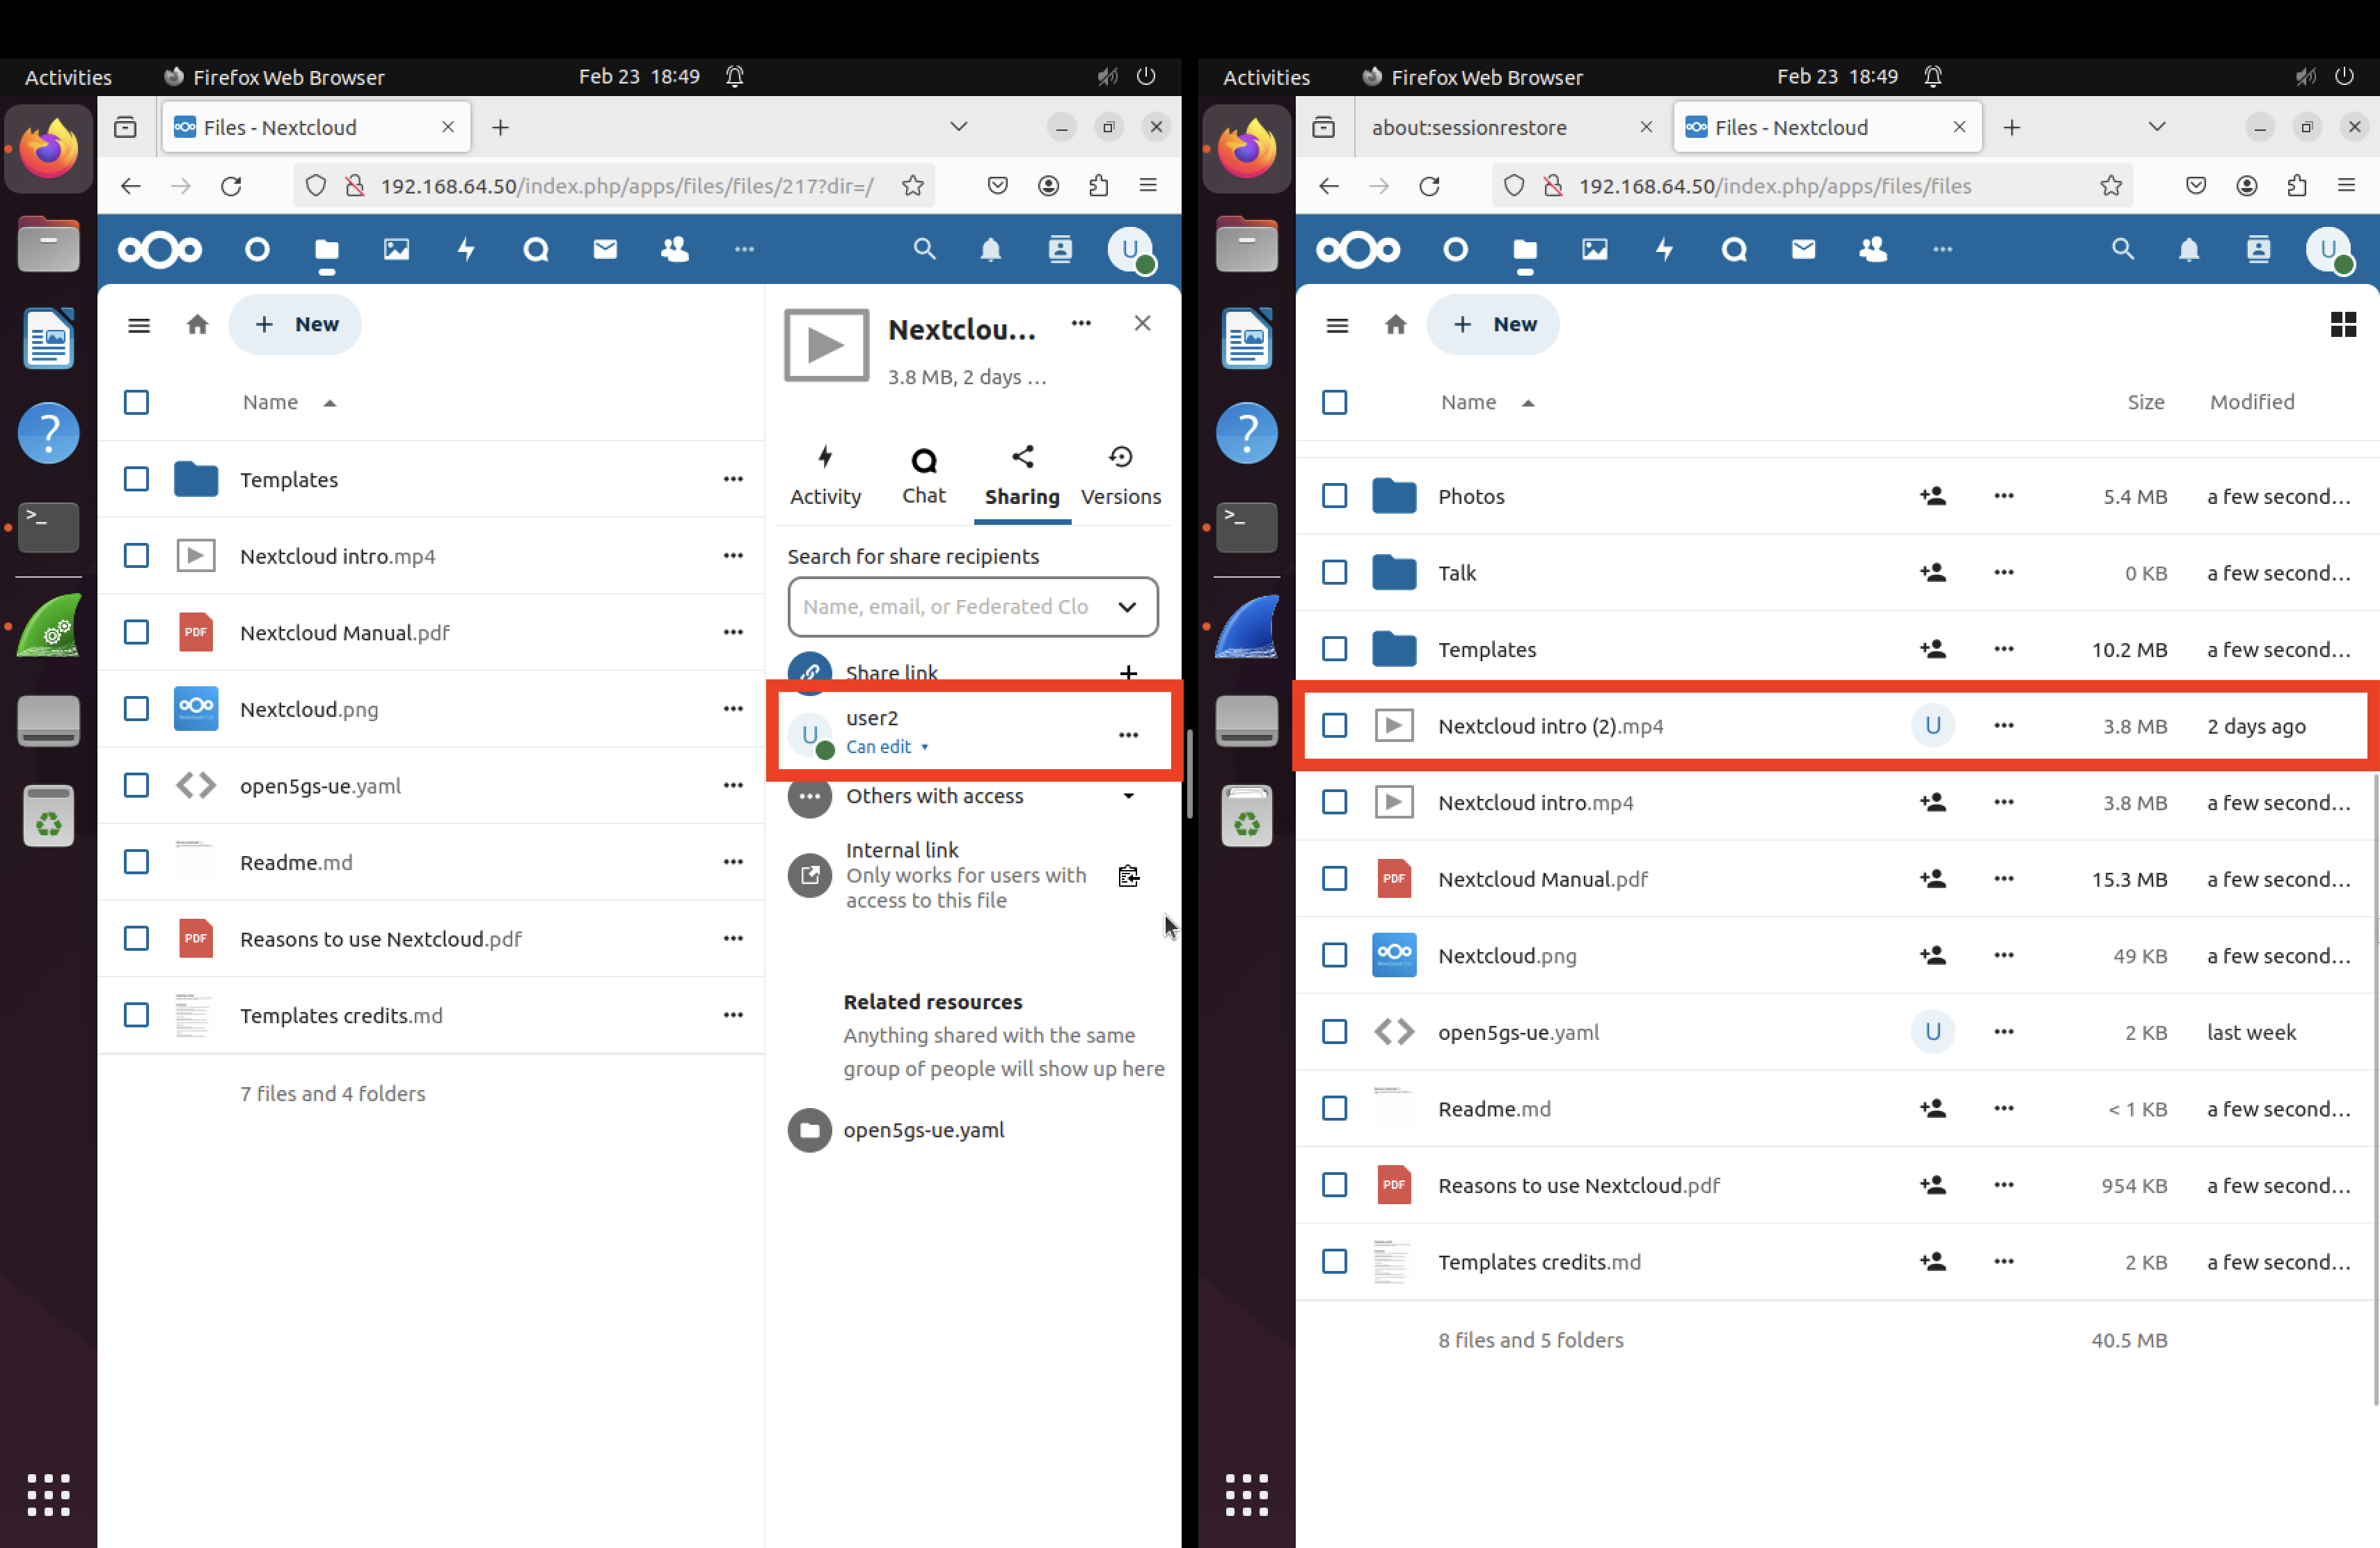 Activities Firefox Web Browser Feb 23 18:49
Files - Nextcloud
192.168.64.50/index.php/apps/files/files/217?dir=/
U
New
Name
Templates
Nextcloud intro.mp4
PDF Nextcloud Manual.pdf
Nextcloud.png
open5gs-ue.yaml
Readme.md
PDF Reasons to use Nextcloud.pdf
Templates credits.md
7 files and 4 folders
Nextclou...
3.8 MB, 2 days ...
Activity Chat Sharing Versions
Search for share recipients
Name, email, or Federated Clo
Share link
U user2
Can edit
Others with access
Internal link
Only works for users with
access to this file
Related resources
Anything shared with the same
group of people will show up here
open5gs-ue.yaml
Activities Firefox Web Browser Feb 23 18:49
about:sessionrestore Files - Nextcloud
192.168.64.50/index.php/apps/files/files
U
New
Name Size Modified
Photos 5.4 MB a few second...
Talk 0 KB a few second...
Templates 10.2 MB a few second...
Nextcloud intro (2).mp4 U 3.8 MB 2 days ago
Nextcloud intro.mp4 3.8 MB a few second...
PDF Nextcloud Manual.pdf 15.3 MB a few second...
Nextcloud.png 49 KB a few second...
open5gs-ue.yaml U 2 KB last week
Readme.md < 1 KB a few second...
PDF Reasons to use Nextcloud.pdf 954 KB a few second...
Templates credits.md 2 KB a few second...
8 files and 5 folders 40.5 MB